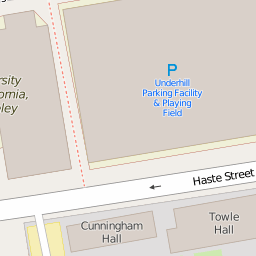 P
Underhill
Parking Facility
& Playing
Field
Haste Street
Cunningham
Hall
Towle
Hall